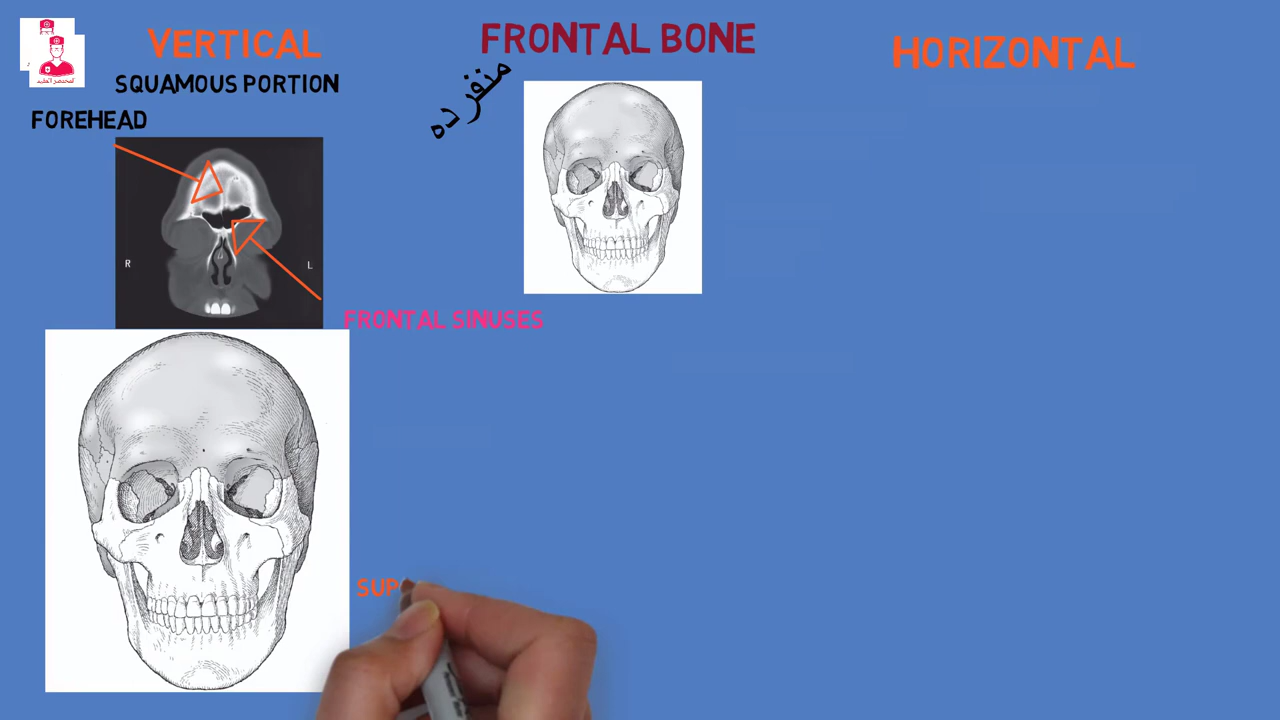 VERTICAL
FRONTAL BONE
HORIZONTAL
SQUAMOUS PORTION
منفرده
FOREHEAD
R
L
FRONTAL SINUSES
SUP